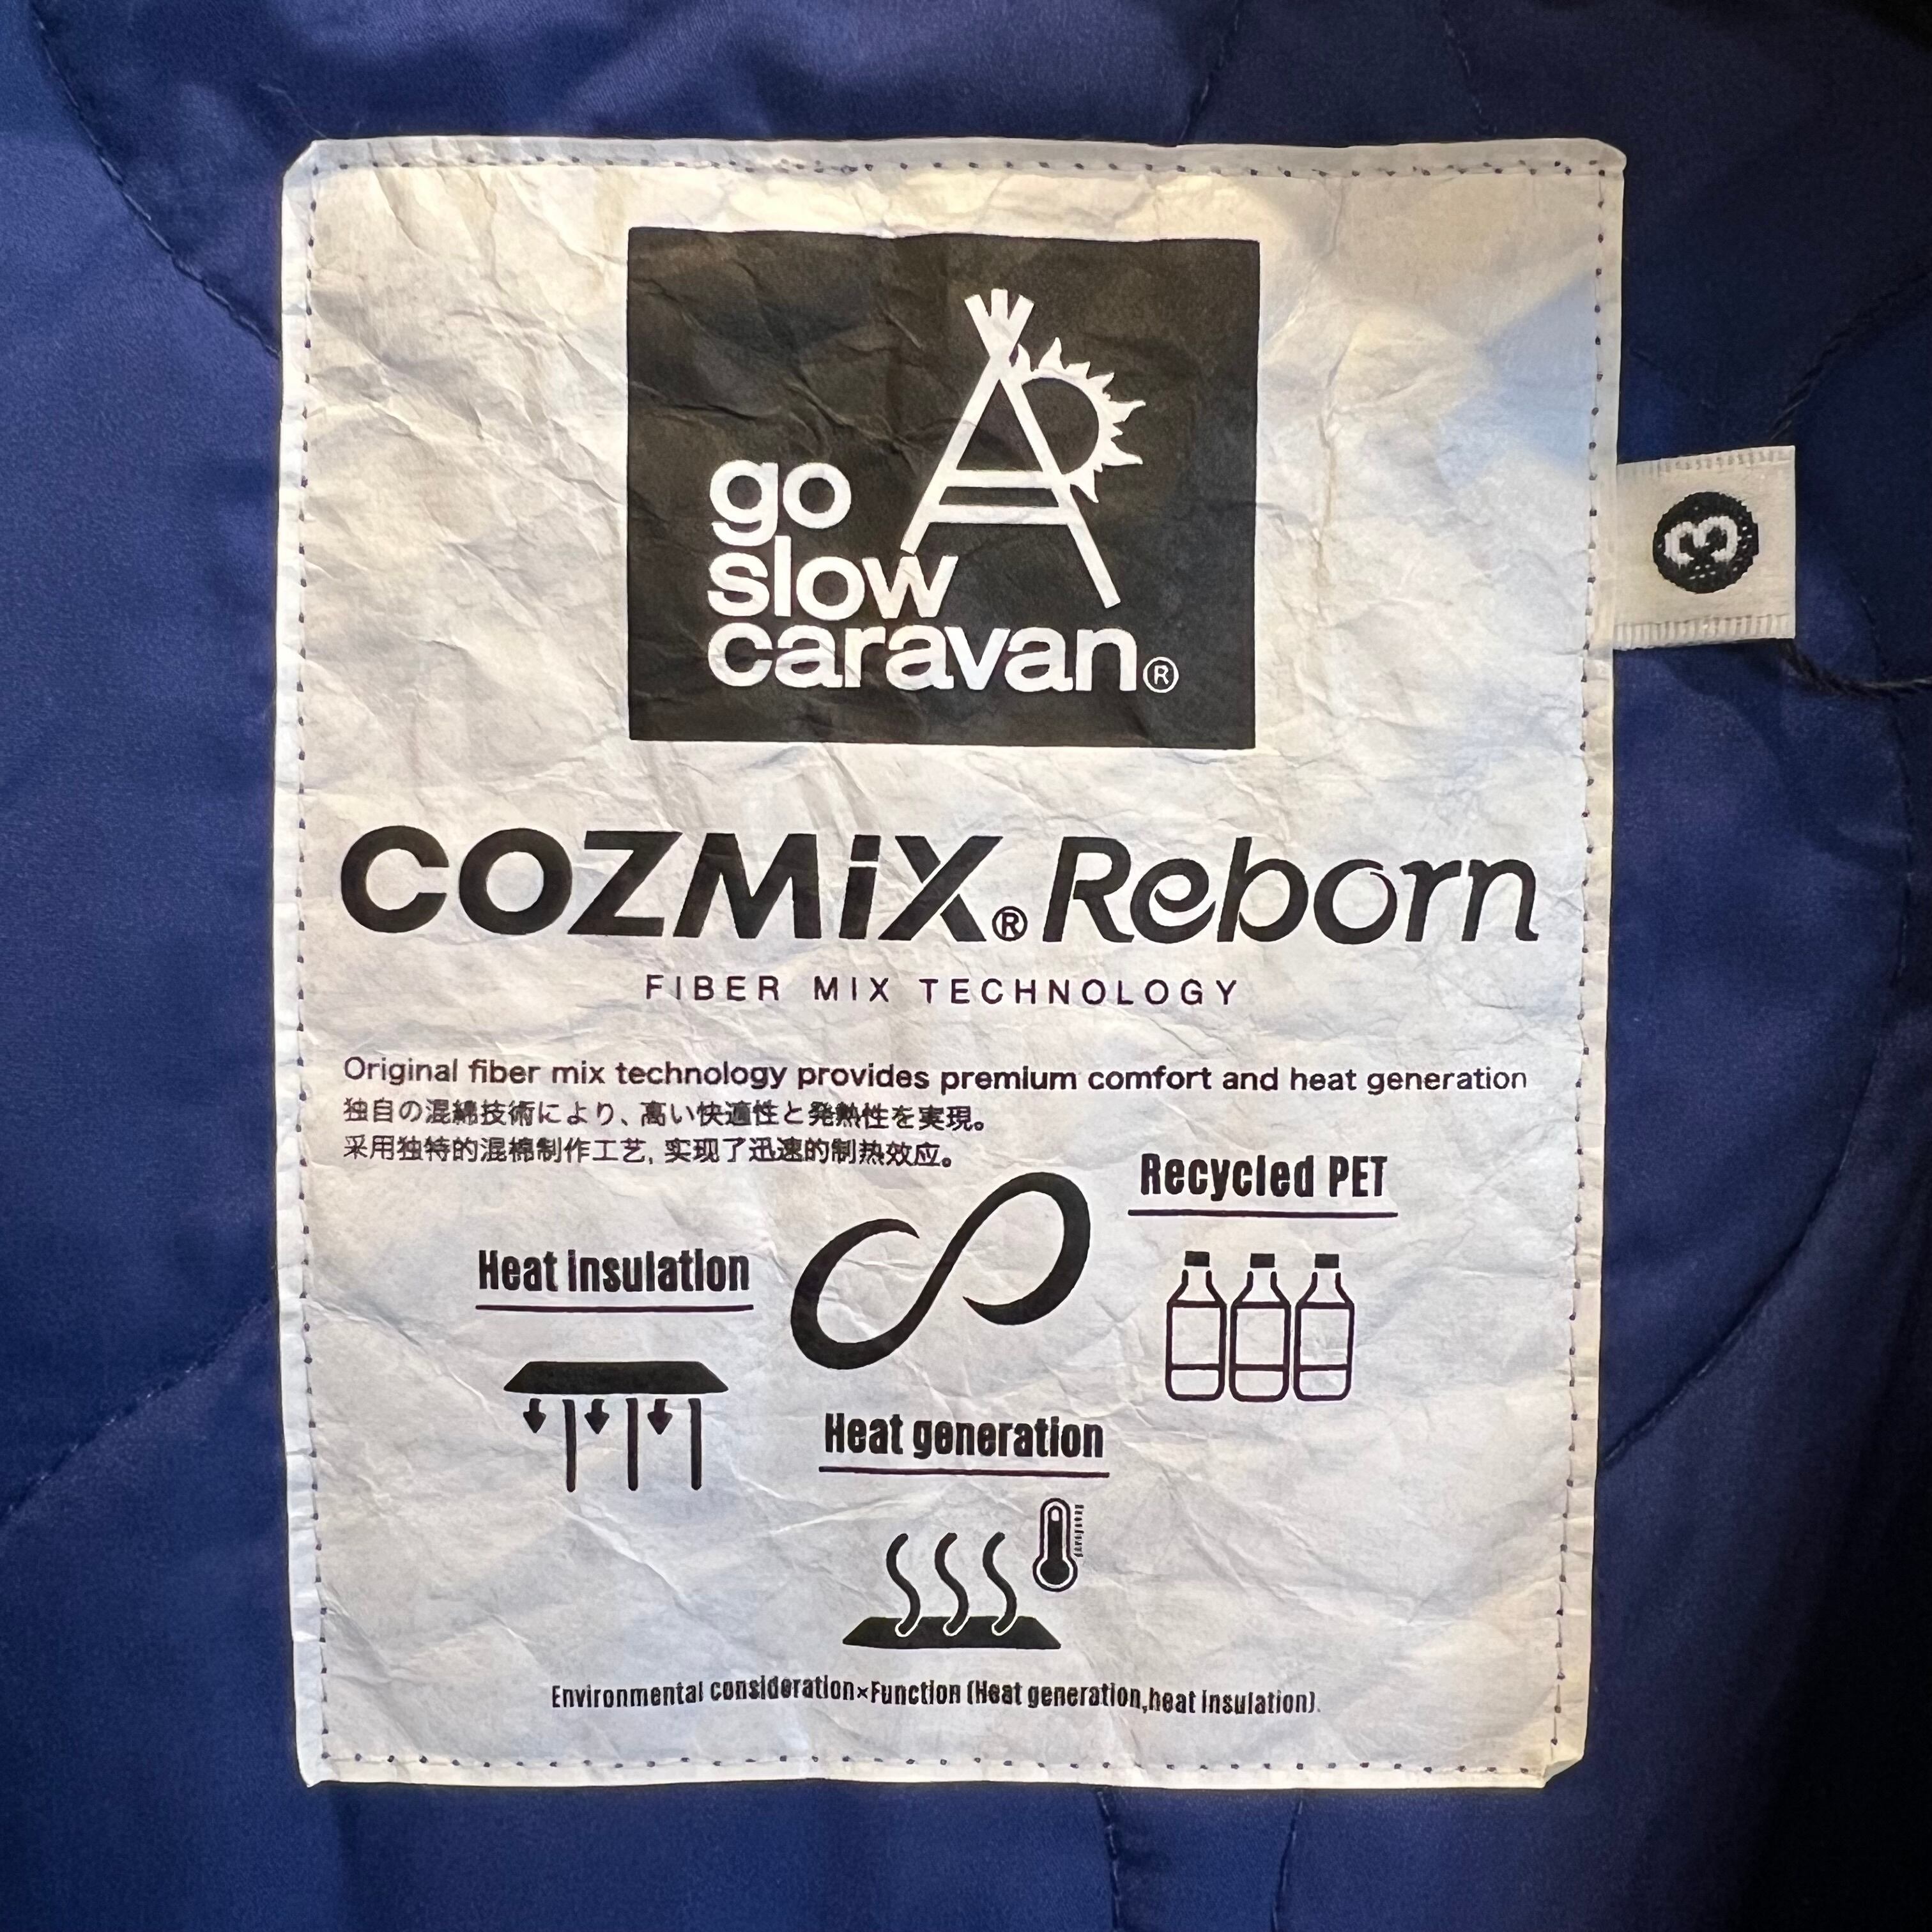 go
slow
caravan®
3
COZMiX® Reborn
FIBER MIX TECHNOLOGY
Original fiber mix technology provides premium comfort and heat generation
独自の混綿技術により、高い快適性と発熱性を実現。
采用独特的混棉制作工艺, 实现了迅速的制热效应。
Recycled PET
Heat insulation
Heat generation
Environmental consideration×Function (Heat generation,heat insulation).